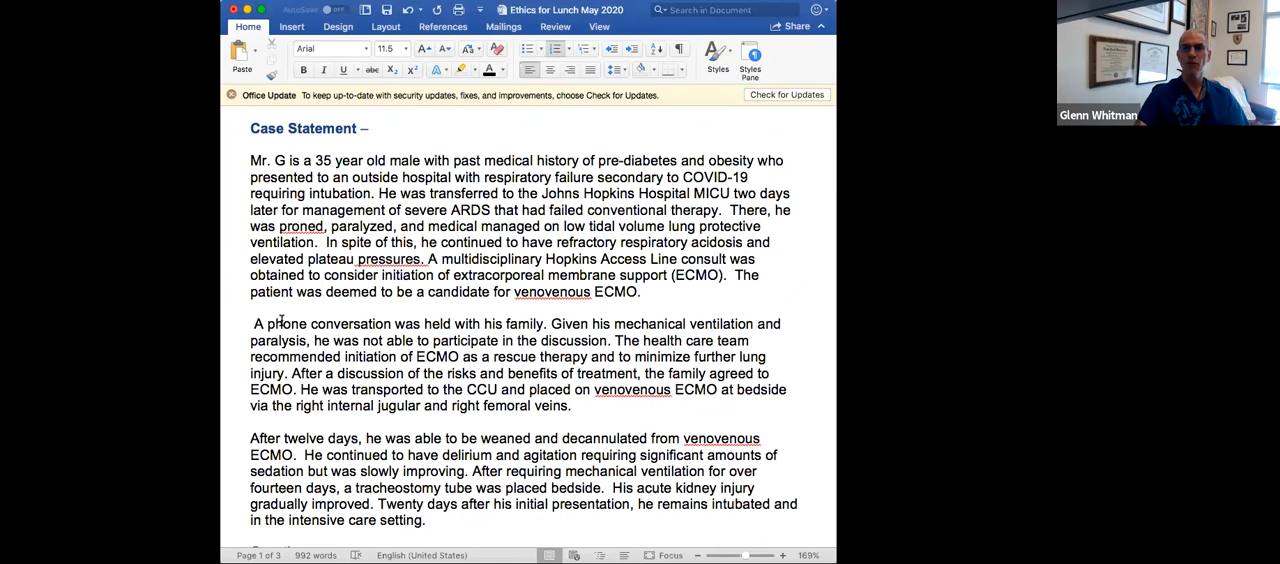 AutoSave OFF Ethics for Lunch May 2020 Search in Document
Home Insert Design Layout References Mailings Review View Share
Paste Arial 11.5 Styles Styles Pane
Office Update To keep up-to-date with security updates, fixes, and improvements, choose Check for Updates. Check for Updates
Glenn Whitman
Case Statement –
Mr. G is a 35 year old male with past medical history of pre-diabetes and obesity who
presented to an outside hospital with respiratory failure secondary to COVID-19
requiring intubation. He was transferred to the Johns Hopkins Hospital MICU two days
later for management of severe ARDS that had failed conventional therapy. There, he
was proned, paralyzed, and medical managed on low tidal volume lung protective
ventilation. In spite of this, he continued to have refractory respiratory acidosis and
elevated plateau pressures. A multidisciplinary Hopkins Access Line consult was
obtained to consider initiation of extracorporeal membrane support (ECMO). The
patient was deemed to be a candidate for venovenous ECMO.
A phone conversation was held with his family. Given his mechanical ventilation and
paralysis, he was not able to participate in the discussion. The health care team
recommended initiation of ECMO as a rescue therapy and to minimize further lung
injury. After a discussion of the risks and benefits of treatment, the family agreed to
ECMO. He was transported to the CCU and placed on venovenous ECMO at bedside
via the right internal jugular and right femoral veins.
After twelve days, he was able to be weaned and decannulated from venovenous
ECMO. He continued to have delirium and agitation requiring significant amounts of
sedation but was slowly improving. After requiring mechanical ventilation for over
fourteen days, a tracheostomy tube was placed bedside. His acute kidney injury
gradually improved. Twenty days after his initial presentation, he remains intubated and
in the intensive care setting.
Page 1 of 3 992 words English (United States) Focus 169%